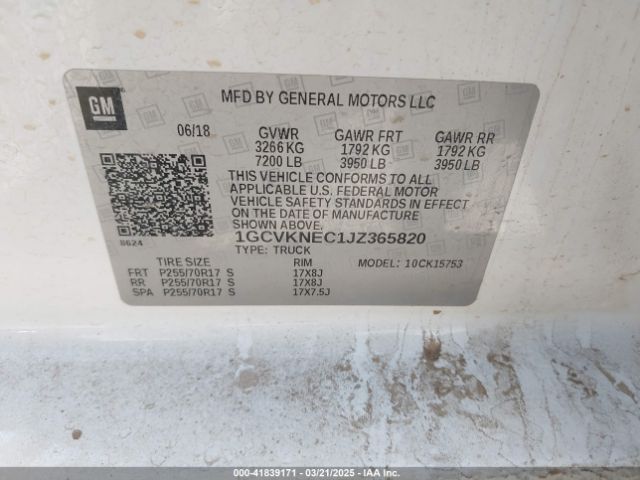 GM
MFD BY GENERAL MOTORS LLC
06/18 GVWR GAWR FRT GAWR RR
3266 KG 1792 KG 1792 KG
7200 LB 3950 LB 3950 LB
THIS VEHICLE CONFORMS TO ALL
APPLICABLE U.S. FEDERAL MOTOR
VEHICLE SAFETY STANDARDS IN EFFECT
ON THE DATE OF MANUFACTURE
SHOWN ABOVE.
8624 1GCVKNEC1JZ365820
TYPE: TRUCK
TIRE SIZE RIM MODEL: 10CK15753
FRT P255/70R17 S 17X8J
RR P255/70R17 S 17X8J
SPA P255/70R17 S 17X7.5J
000-41839171 — 03/21/2025 — IAA Inc.